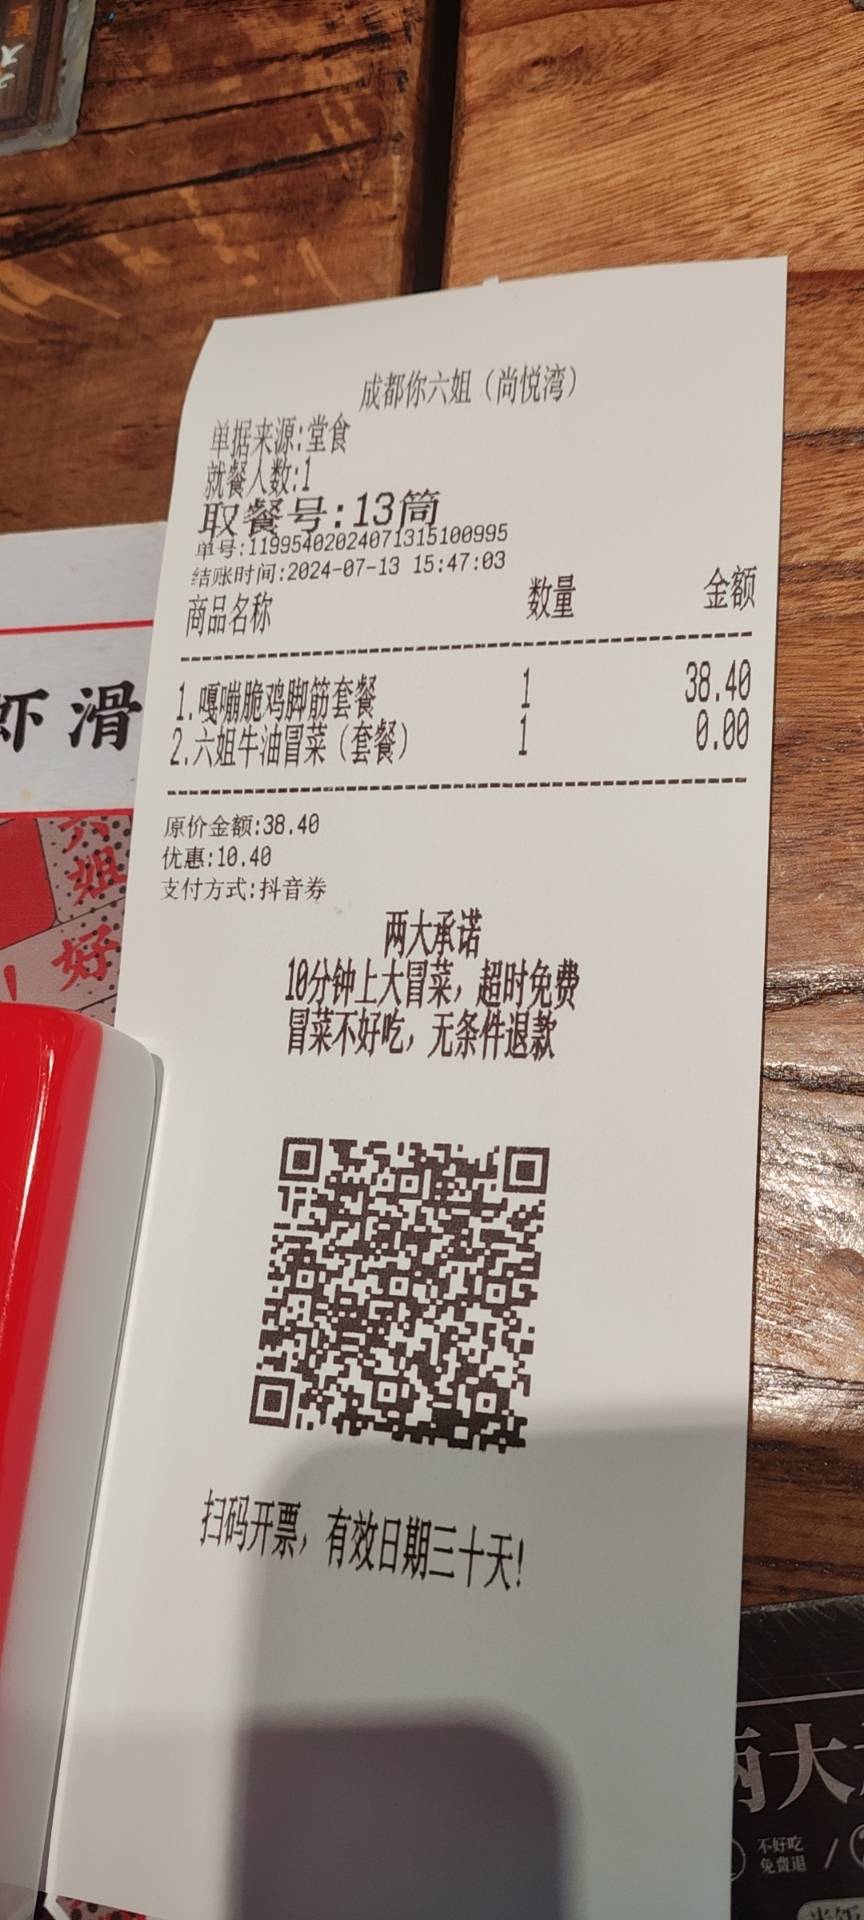 成都你六姐（尚悦湾）
单据来源:堂食
就餐人数:1
取餐号:13筒
单号:11995402024071315100995
结账时间:2024-07-13 15:47:03
商品名称 数量 金额
1.嘎嘣脆鸡脚筋套餐 1 38.40
2.六姐牛油冒菜（套餐） 1 0.00
原价金额:38.40
优惠:10.40
支付方式:抖音券
两大承诺
10分钟上大冒菜，超时免费
冒菜不好吃，无条件退款
扫码开票，有效日期三十天!
虾滑
六姐
好
!
两大
不好吃
免费退
/